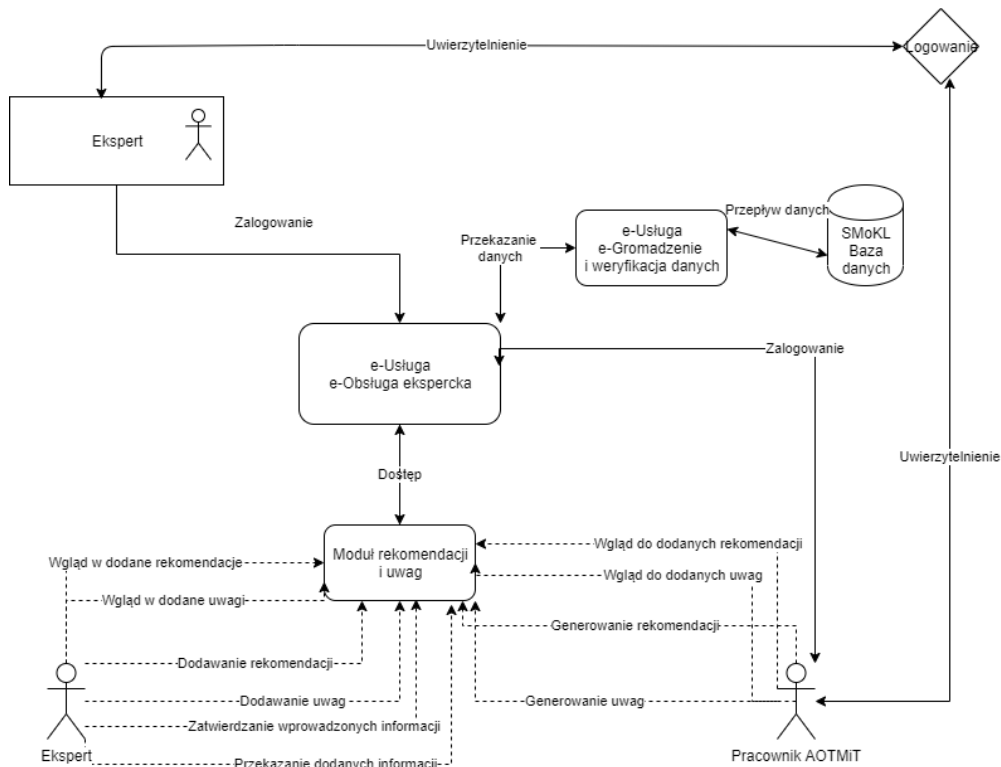 Uwierzytelnienie
Logowanie
Ekspert
Zalogowanie
Przekazanie
danych
e-Usługa
e-Gromadzenie
i weryfikacja danych
Przepływ danych
SMoKL
Baza
danych
e-Usługa
e-Obsługa ekspercka
Zalogowanie
Uwierzytelnienie
Dostęp
Moduł rekomendacji
i uwag
Wgląd w dodane rekomendacje
Wgląd w dodane uwagi
Wgląd do dodanych rekomendacji
Wgląd do dodanych uwag
Generowanie rekomendacji
Dodawanie rekomendacji
Dodawanie uwag
Generowanie uwag
Zatwierdzanie wprowadzonych informacji
Ekspert
Przekazanie dodanych informacji
Pracownik AOTMiT